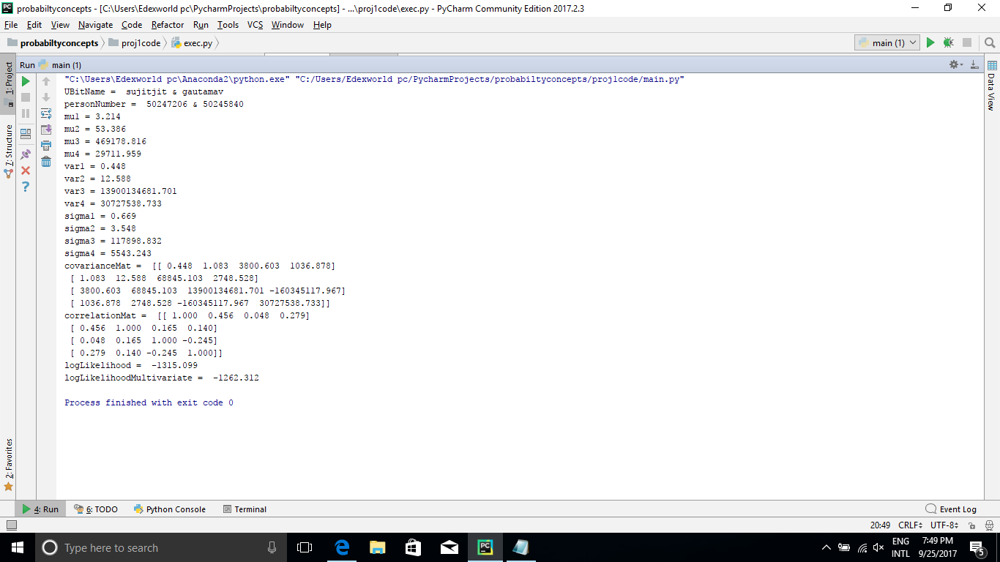 probabiltyconcepts - [C:\Users\Edexworld pc\PycharmProjects\probabiltyconcepts] - ...\proj1code\exec.py - PyCharm Community Edition 2017.2.3
File Edit View Navigate Code Refactor Run Tools VCS Window Help
probabiltyconcepts proj1code exec.py main (1)
Run main (1)
1: Project
7: Structure
2: Favorites
Data View
"C:\Users\Edexworld pc\Anaconda2\python.exe" "C:/Users/Edexworld pc/PycharmProjects/probabiltyconcepts/proj1code/main.py"
UBitName =  sujitjit & gautamav
personNumber =  50247206 & 50245840
mu1 = 3.214
mu2 = 53.386
mu3 = 469178.816
mu4 = 29711.959
var1 = 0.448
var2 = 12.588
var3 = 13900134681.701
var4 = 30727538.733
sigma1 = 0.669
sigma2 = 3.548
sigma3 = 117898.832
sigma4 = 5543.243
covarianceMat =  [[ 0.448  1.083  3800.603  1036.878]
[ 1.083  12.588  68845.103  2748.528]
[ 3800.603  68845.103  13900134681.701 -160345117.967]
[ 1036.878  2748.528 -160345117.967  30727538.733]]
correlationMat =  [[ 1.000  0.456  0.048  0.279]
[ 0.456  1.000  0.165  0.140]
[ 0.048  0.165  1.000 -0.245]
[ 0.279  0.140 -0.245  1.000]]
logLikelihood =  -1315.099
logLikelihoodMultivariate =  -1262.312
Process finished with exit code 0
4: Run 6: TODO Python Console Terminal Event Log
20:49 CRLF UTF-8
Type here to search
ENG 7:49 PM
INTL 9/25/2017 5